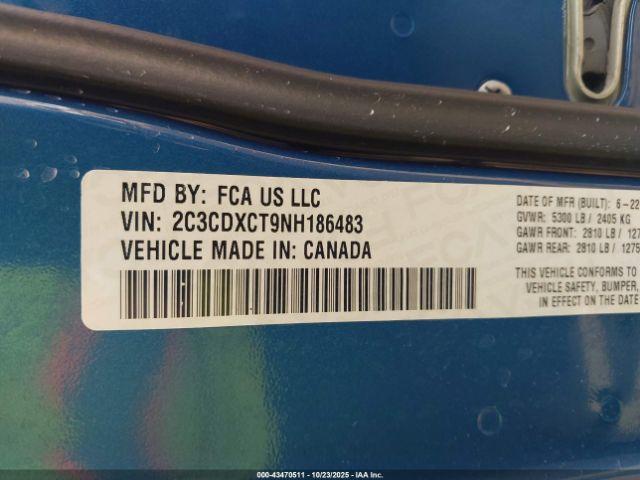 MFD BY: FCA US LLC
VIN: 2C3CDXCT9NH186483
VEHICLE MADE IN: CANADA
DATE OF MFR (BUILT): 6-22
GVWR: 5300 LB / 2405 KG
GAWR FRONT: 2810 LB / 127
GAWR REAR: 2810 LB / 1275
THIS VEHICLE CONFORMS TO
VEHICLE SAFETY, BUMPER,
IN EFFECT ON THE DATE
000-43470511 - 10/23/2025 - IAAI.com